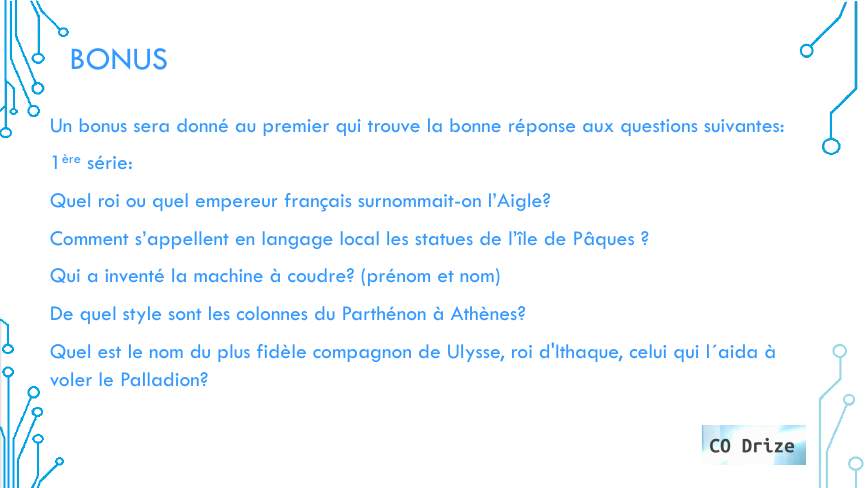 BONUS
Un bonus sera donné au premier qui trouve la bonne réponse aux questions suivantes:
1ère série:
Quel roi ou quel empereur français surnommait-on l'Aigle?
Comment s'appellent en langage local les statues de l'île de Pâques ?
Qui a inventé la machine à coudre? (prénom et nom)
De quel style sont les colonnes du Parthénon à Athènes?
Quel est le nom du plus fidèle compagnon de Ulysse, roi d'Ithaque, celui qui l´aida à
voler le Palladion?
CO Drize